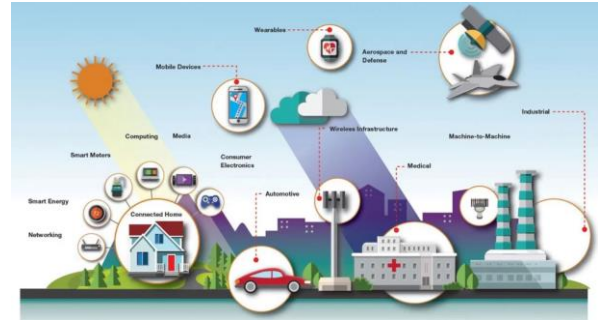 Wearables
Aerospace and
Defense
Mobile Devices
Industrial
Computing
Media
Wireless Infrastructure
Machine-to-Machine
Smart Meters
Consumer
Electronics
Medical
Automotive
Smart Energy
Connected Home
Networking